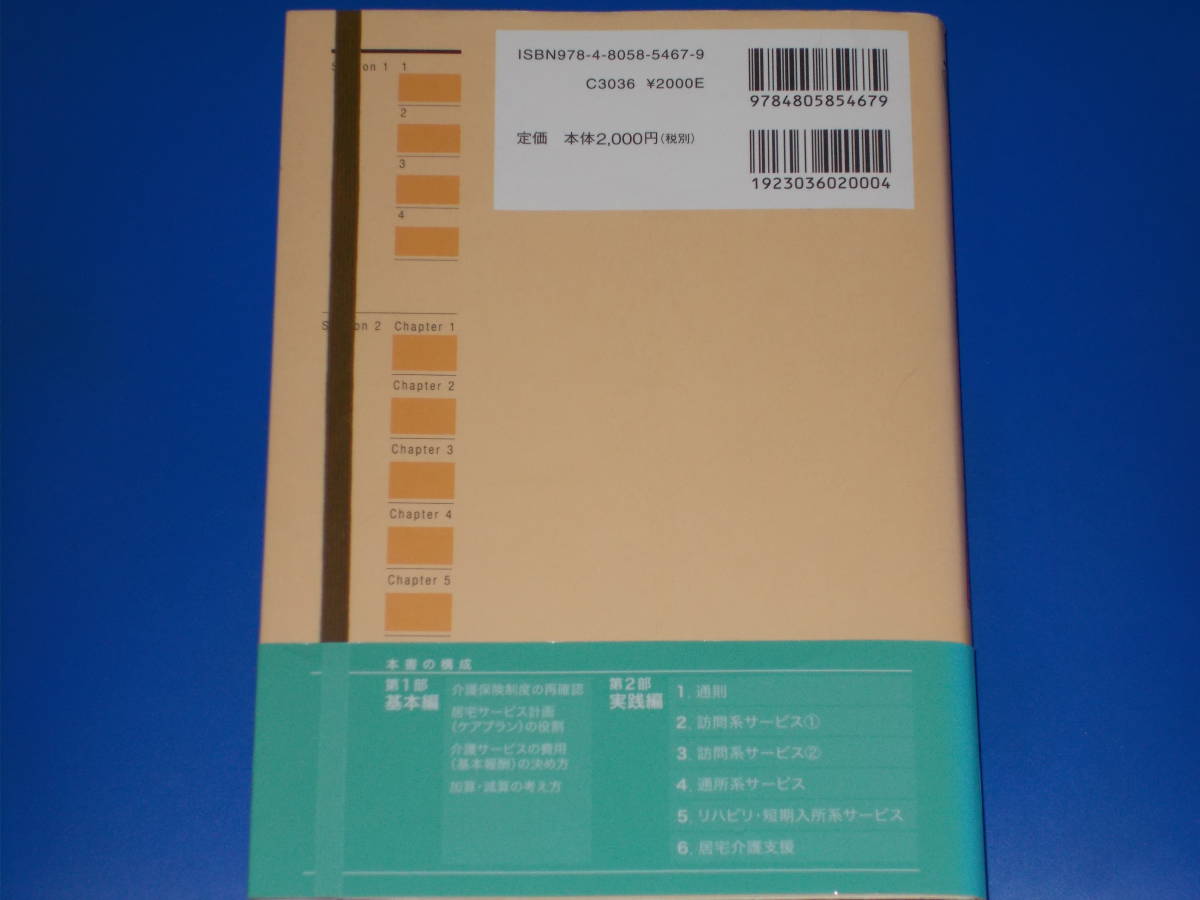 ISBN978-4-8058-5467-9
C3036 ¥2000E
定価 本体2,000円(税別)
9784805854679
1923036020004
1
2
3
4
2 Chapter 1
Chapter 2
Chapter 3
Chapter 4
Chapter 5
本書の構成
第1部
基本編
介護保険制度の再確認
居宅サービス計画
(ケアプラン)の役割
介護サービスの費用
(基本報酬)の決め方
加算・減算の考え方
第2部
実践編
1. 通則
2. 訪問系サービス①
3. 訪問系サービス②
4. 通所系サービス
5. リハビリ・短期入所系サービス
6. 居宅介護支援